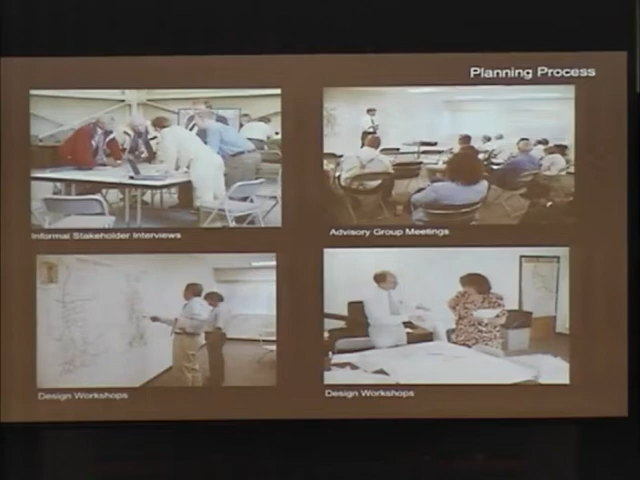 Planning Process
Informal Stakeholder Interviews
Advisory Group Meetings
Design Workshops
Design Workshops